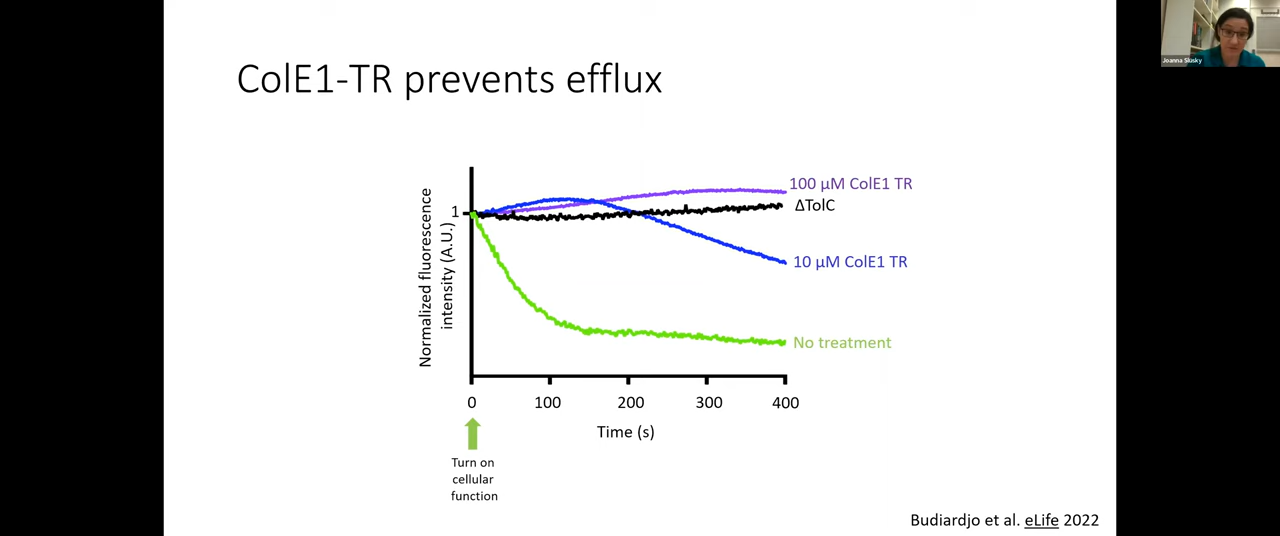 Joanna Slusky
ColE1-TR prevents efflux
Normalized fluorescence
intensity (A.U.)
1
100 µM ColE1 TR
ΔTolC
10 µM ColE1 TR
No treatment
0 100 200 300 400
Time (s)
Turn on
cellular
function
Budiardjo et al. eLife 2022